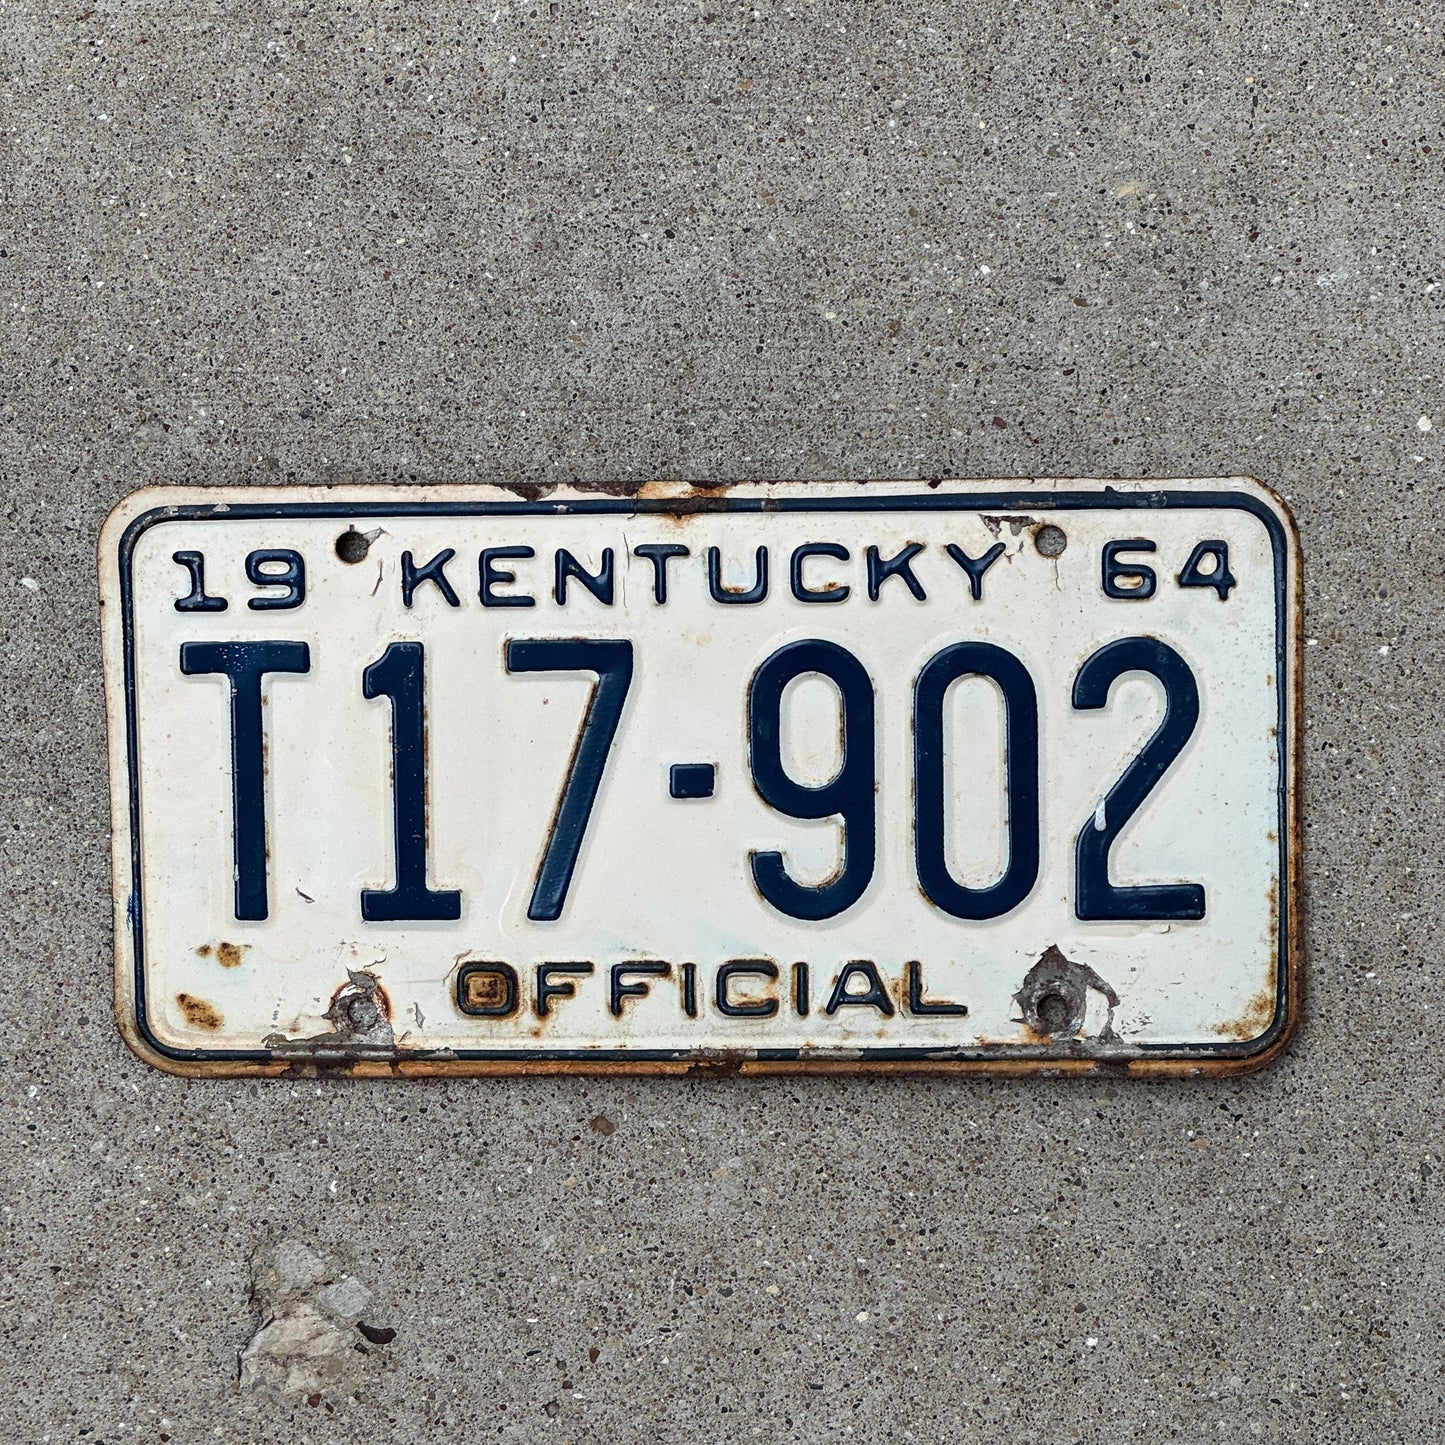 19 KENTUCKY 64
T17-902
OFFICIAL